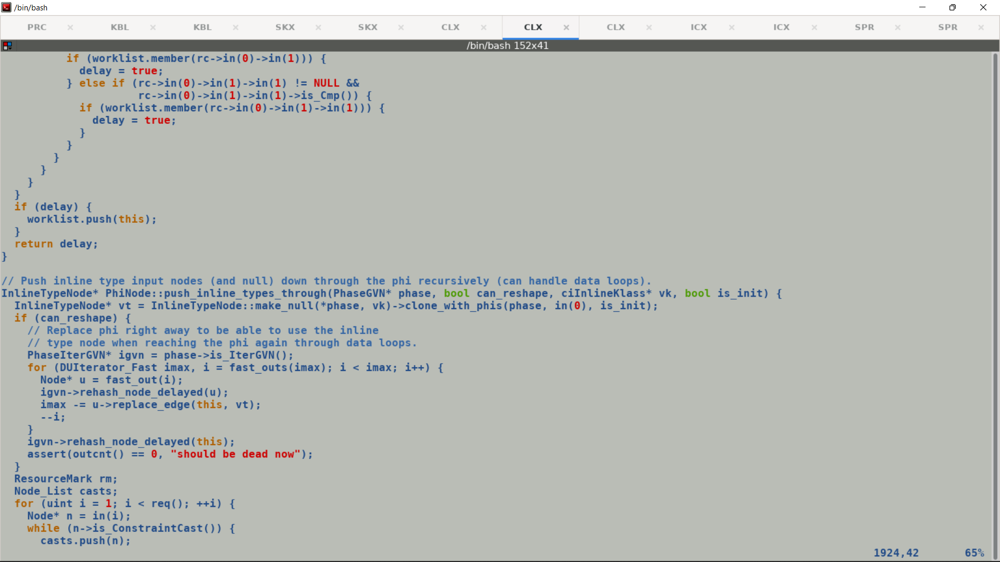 /bin/bash
PRC KBL KBL SKX SKX CLX CLX CLX ICX ICX SPR SPR
/bin/bash 152x41
          if (worklist.member(rc->in(0)->in(1))) {
            delay = true;
          } else if (rc->in(0)->in(1)->in(1) != NULL &&
                     rc->in(0)->in(1)->in(1)->is_Cmp()) {
            if (worklist.member(rc->in(0)->in(1)->in(1))) {
              delay = true;
            }
          }
        }
      }
    }
  }
  if (delay) {
    worklist.push(this);
  }
  return delay;
}

// Push inline type input nodes (and null) down through the phi recursively (can handle data loops).
InlineTypeNode* PhiNode::push_inline_types_through(PhaseGVN* phase, bool can_reshape, ciInlineKlass* vk, bool is_init) {
  InlineTypeNode* vt = InlineTypeNode::make_null(*phase, vk)->clone_with_phis(phase, in(0), is_init);
  if (can_reshape) {
    // Replace phi right away to be able to use the inline
    // type node when reaching the phi again through data loops.
    PhaseIterGVN* igvn = phase->is_IterGVN();
    for (DUIterator_Fast imax, i = fast_outs(imax); i < imax; i++) {
      Node* u = fast_out(i);
      igvn->rehash_node_delayed(u);
      imax -= u->replace_edge(this, vt);
      --i;
    }
    igvn->rehash_node_delayed(this);
    assert(outcnt() == 0, "should be dead now");
  }
  ResourceMark rm;
  Node_List casts;
  for (uint i = 1; i < req(); ++i) {
    Node* n = in(i);
    while (n->is_ConstraintCast()) {
      casts.push(n);
1924,42 65%